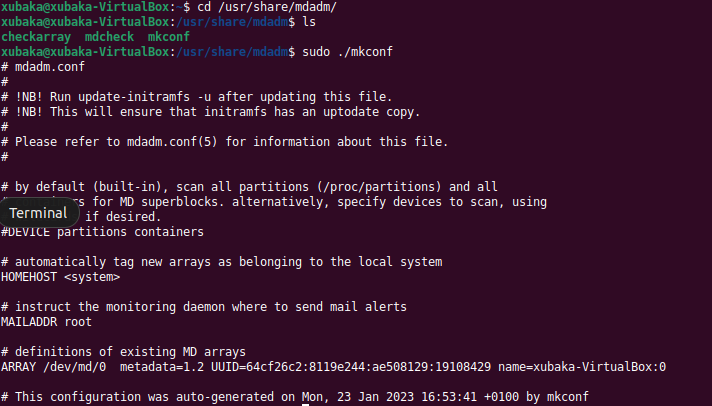 xubaka@xubaka-VirtualBox:~$ cd /usr/share/mdadm/
xubaka@xubaka-VirtualBox:/usr/share/mdadm$ ls
checkarray  mdcheck  mkconf
xubaka@xubaka-VirtualBox:/usr/share/mdadm$ sudo ./mkconf
# mdadm.conf
#
# !NB! Run update-initramfs -u after updating this file.
# !NB! This will ensure that initramfs has an uptodate copy.
#
# Please refer to mdadm.conf(5) for information about this file.
#

# by default (built-in), scan all partitions (/proc/partitions) and all
s for MD superblocks. alternatively, specify devices to scan, using
Terminal
if desired.
#DEVICE partitions containers

# automatically tag new arrays as belonging to the local system
HOMEHOST <system>

# instruct the monitoring daemon where to send mail alerts
MAILADDR root

# definitions of existing MD arrays
ARRAY /dev/md/0  metadata=1.2 UUID=64cf26c2:8119e244:ae508129:19108429 name=xubaka-VirtualBox:0

# This configuration was auto-generated on Mon, 23 Jan 2023 16:53:41 +0100 by mkconf